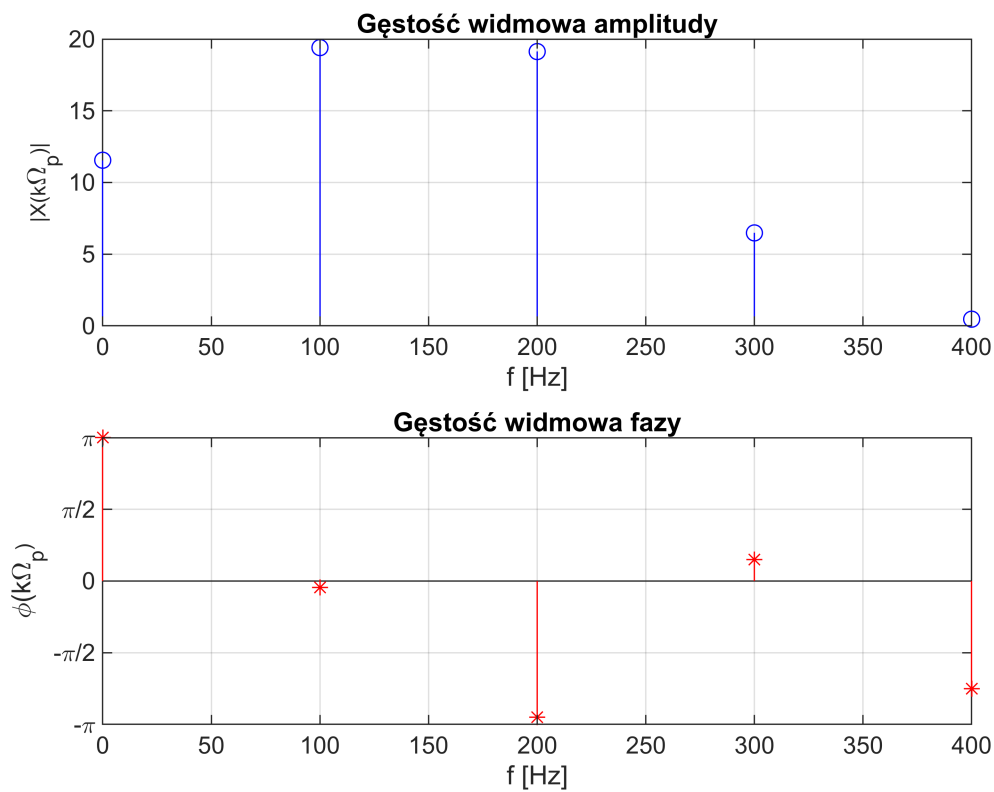 Gęstość widmowa amplitudy
20
15
10
5
0
|X(kΩp)|
0 50 100 150 200 250 300 350 400
f [Hz]
Gęstość widmowa fazy
π
π/2
0
-π/2
-π
ϕ(kΩp)
0 50 100 150 200 250 300 350 400
f [Hz]